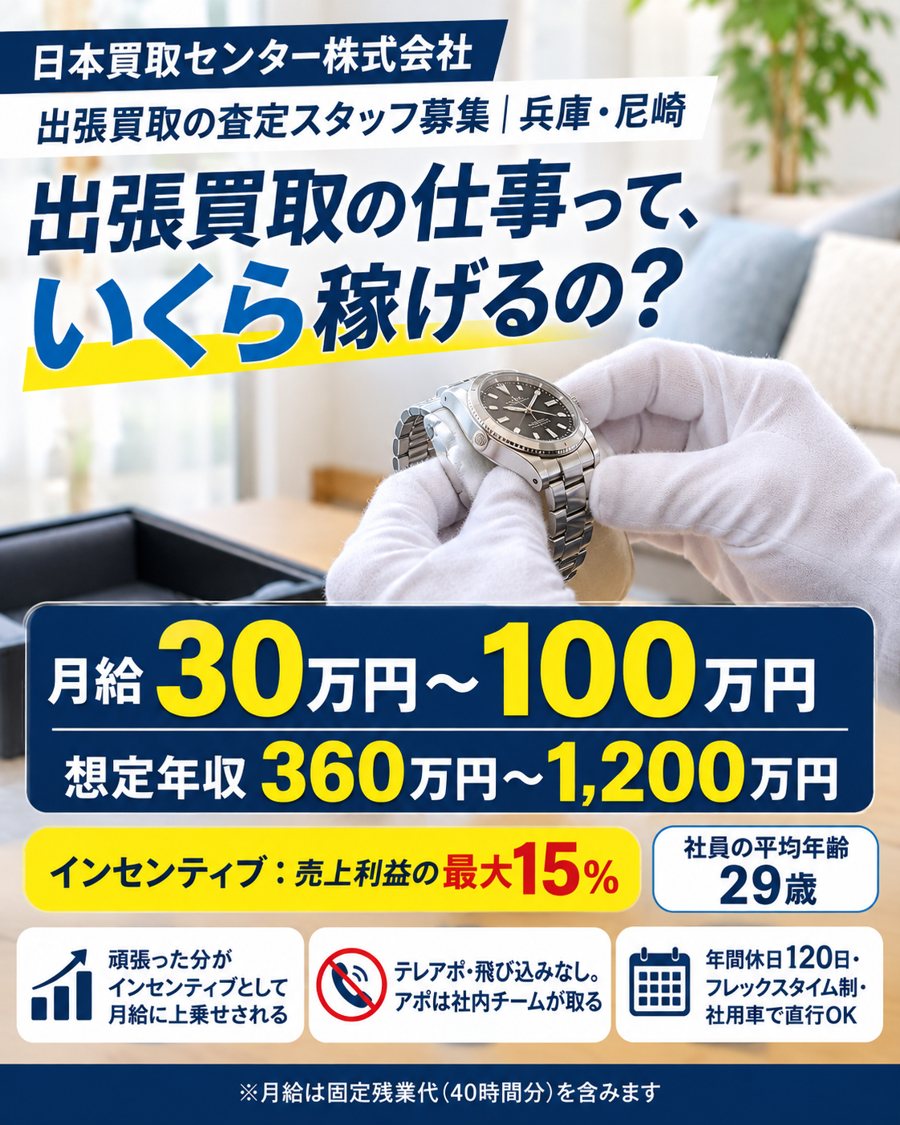 日本買取センター株式会社
出張買取の査定スタッフ募集｜兵庫・尼崎
出張買取の仕事って、
いくら稼げるの？
月給30万円～100万円
想定年収360万円～1,200万円
インセンティブ：売上利益の最大15%
社員の平均年齢
29歳
頑張った分が
インセンティブとして
月給に上乗せされる
テレアポ・飛び込みなし。
アポは社内チームが取る
年間休日120日・
フレックスタイム制・
社用車で直行OK
※月給は固定残業代（40時間分）を含みます